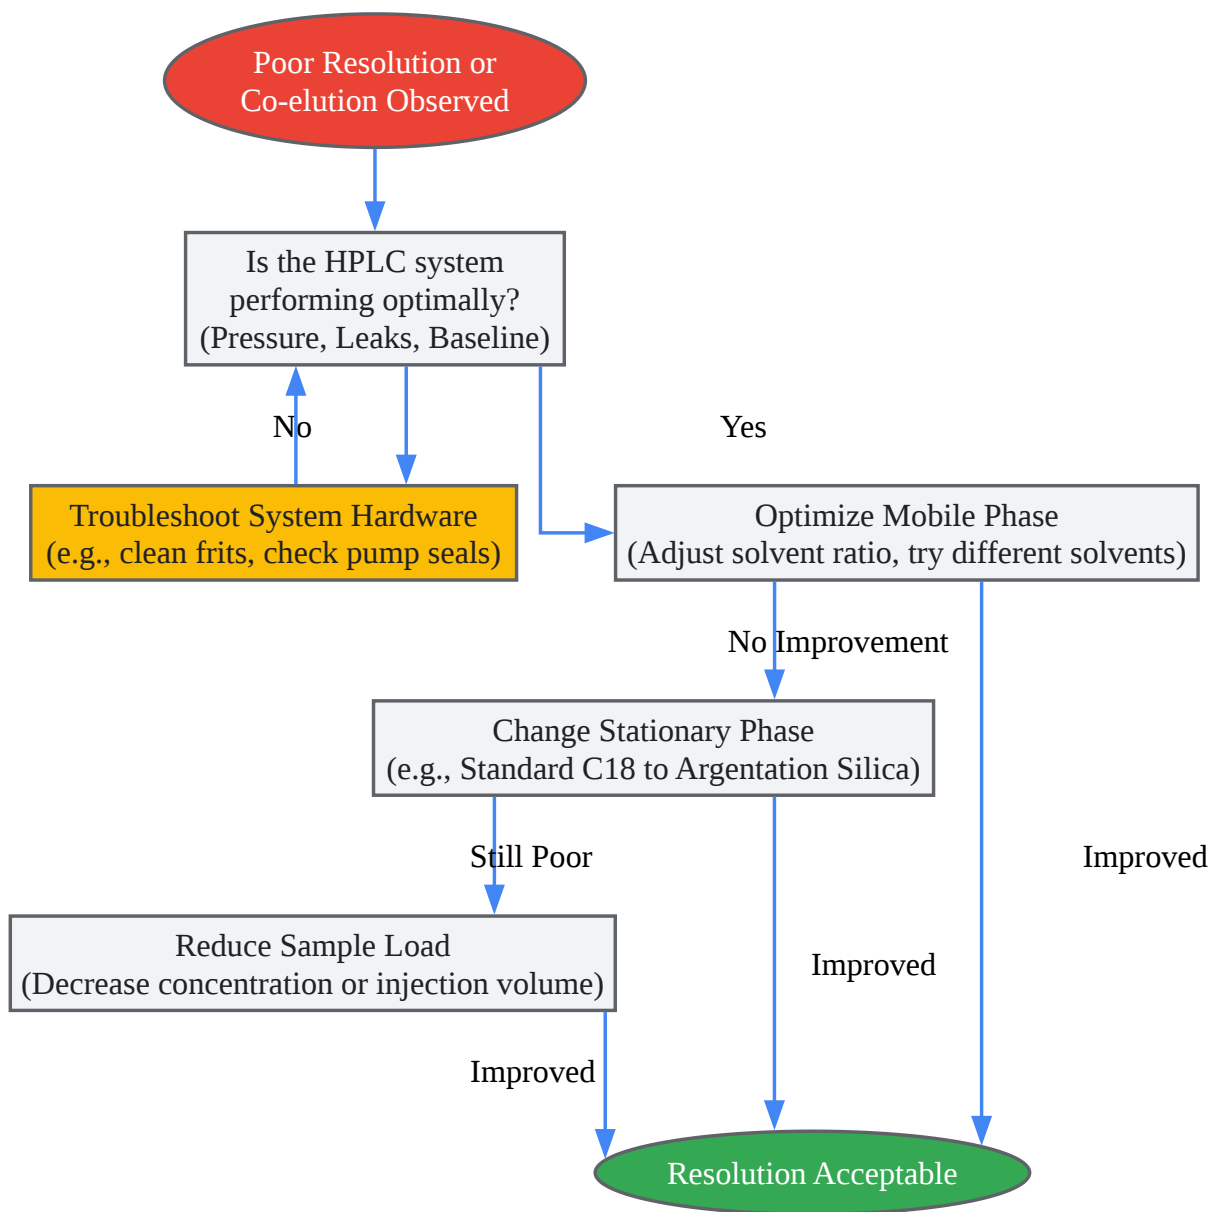 Poor Resolution or
Co-elution Observed
Is the HPLC system
performing optimally?
(Pressure, Leaks, Baseline)
No
Yes
Troubleshoot System Hardware
(e.g., clean frits, check pump seals)
Optimize Mobile Phase
(Adjust solvent ratio, try different solvents)
No Improvement
Change Stationary Phase
(e.g., Standard C18 to Argentation Silica)
Still Poor
Improved
Reduce Sample Load
(Decrease concentration or injection volume)
Improved
Improved
Resolution Acceptable